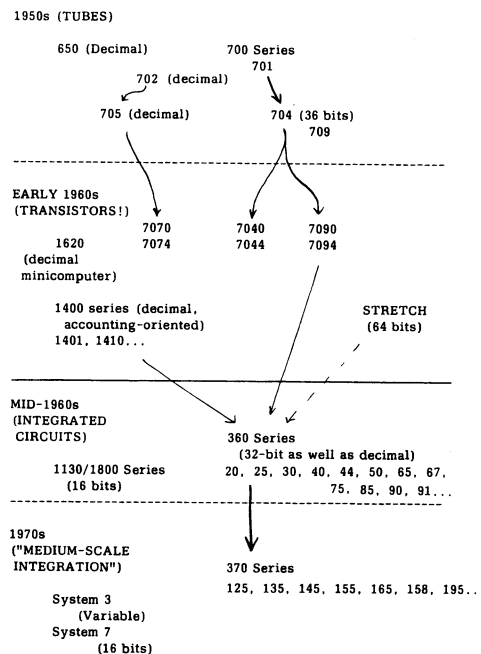 1950s (TUBES)
650 (Decimal)
700 Series
701
702 (decimal)
705 (decimal)
704 (36 bits)
709
EARLY 1960s
(TRANSISTORS!)
7070
7074
7040
7044
7090
7094
1620
(decimal
minicomputer)
1400 series (decimal,
accounting-oriented)
1401, 1410...
STRETCH
(64 bits)
MID-1960s
(INTEGRATED
CIRCUITS)
360 Series
(32-bit as well as decimal)
20, 25, 30, 40, 44, 50, 65, 67,
75, 85, 90, 91...
1130/1800 Series
(16 bits)
1970s
("MEDIUM-SCALE
INTEGRATION")
370 Series
125, 135, 145, 155, 165, 158, 195..
System 3
(Variable)
System 7
(16 bits)